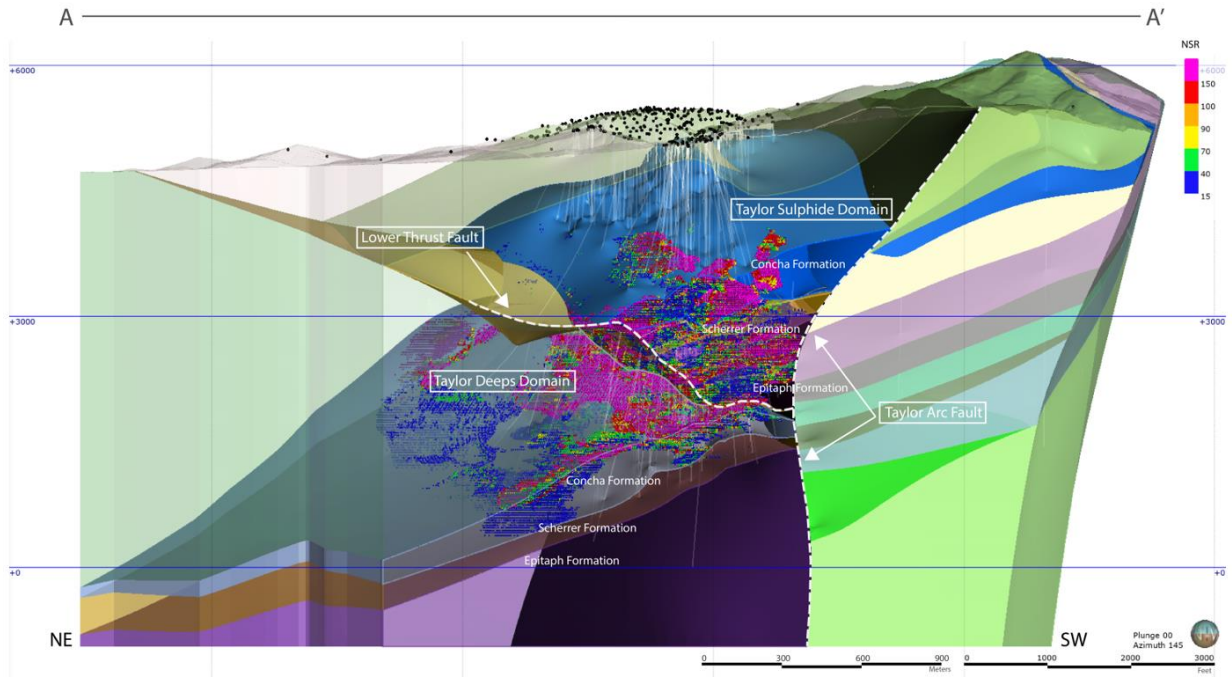 A
A'
NSR
+6000
+6000
150
100
90
70
40
15
Taylor Sulphide Domain
Lower Thrust Fault
Concha Formation
+3000
+3000
Scherrer Formation
Taylor Deeps Domain
Epitaph Formation
Taylor Arc Fault
Concha Formation
Scherrer Formation
Epitaph Formation
+0
+0
NE
SW
Plunge 00
Azimuth 145
0 300 600 900
Meters
0 1000 2000 3000
Feet